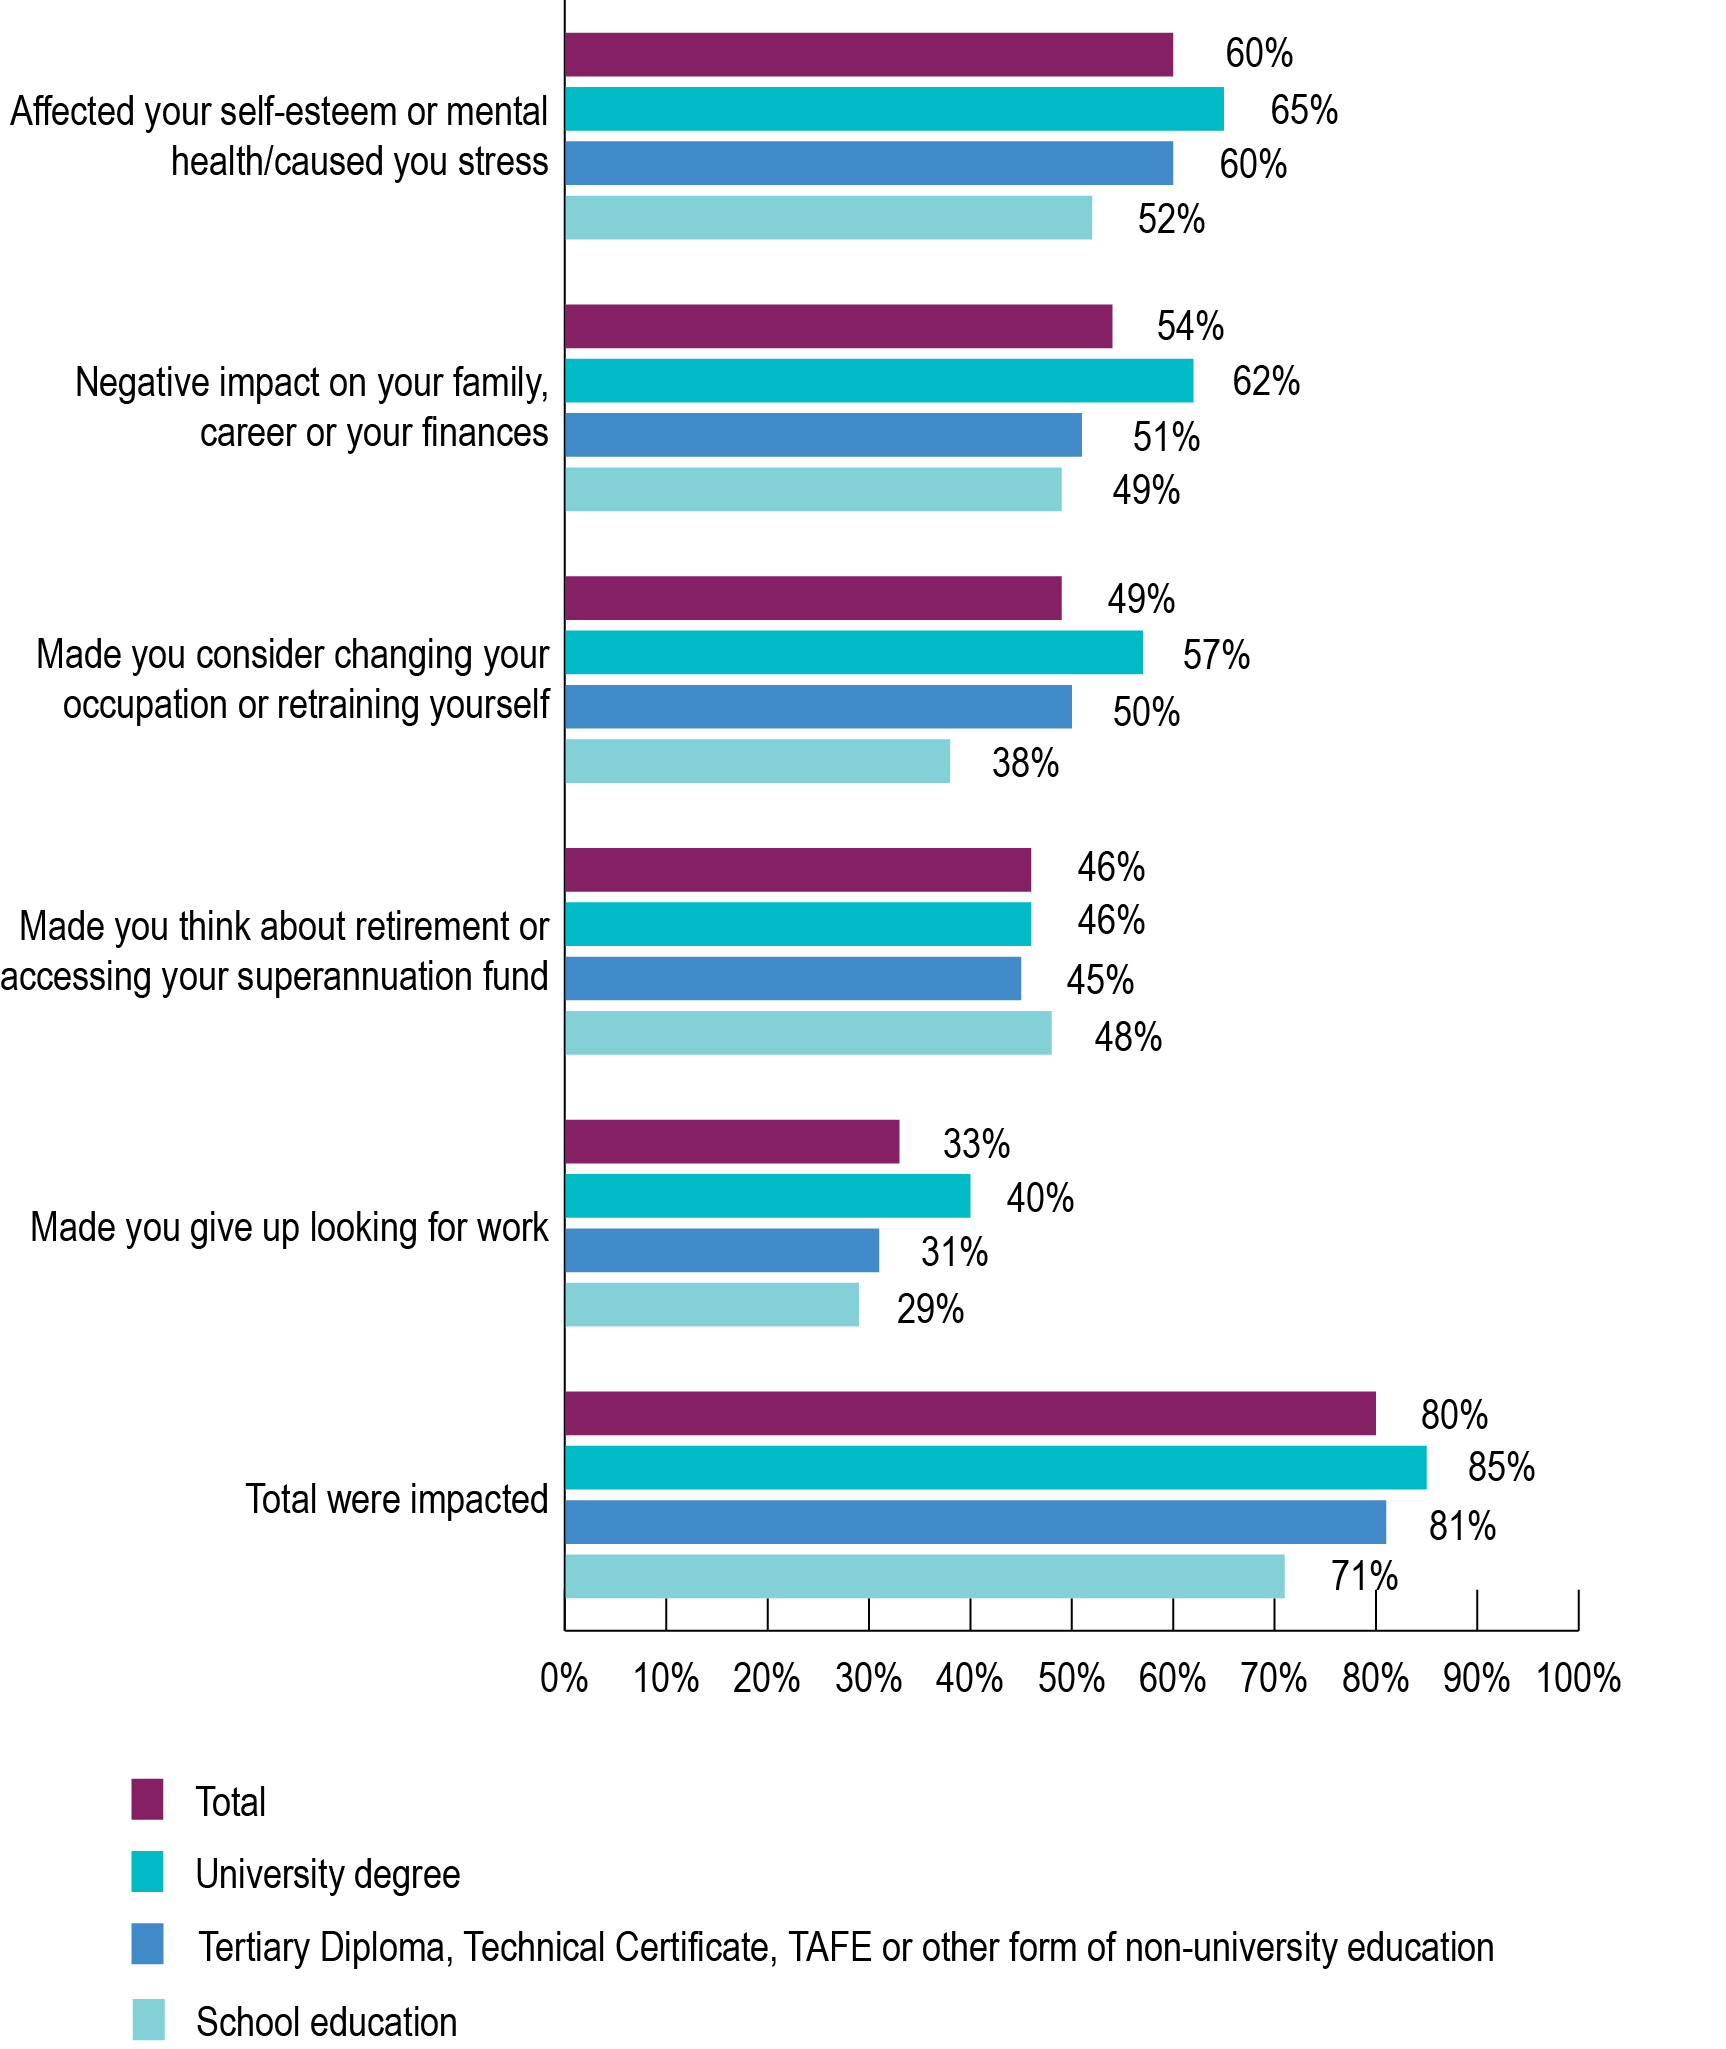 60%
65%
Affected your self-esteem or mental
health/caused you stress
60%
52%
54%
62%
Negative impact on your family,
career or your finances
51%
49%
49%
57%
Made you consider changing your
occupation or retraining yourself
50%
38%
46%
46%
Made you think about retirement or
accessing your superannuation fund
45%
48%
33%
40%
Made you give up looking for work
31%
29%
80%
85%
Total were impacted
81%
71%
0% 10% 20% 30% 40% 50% 60% 70% 80% 90% 100%
Total
University degree
Tertiary Diploma, Technical Certificate, TAFE or other form of non-university education
School education